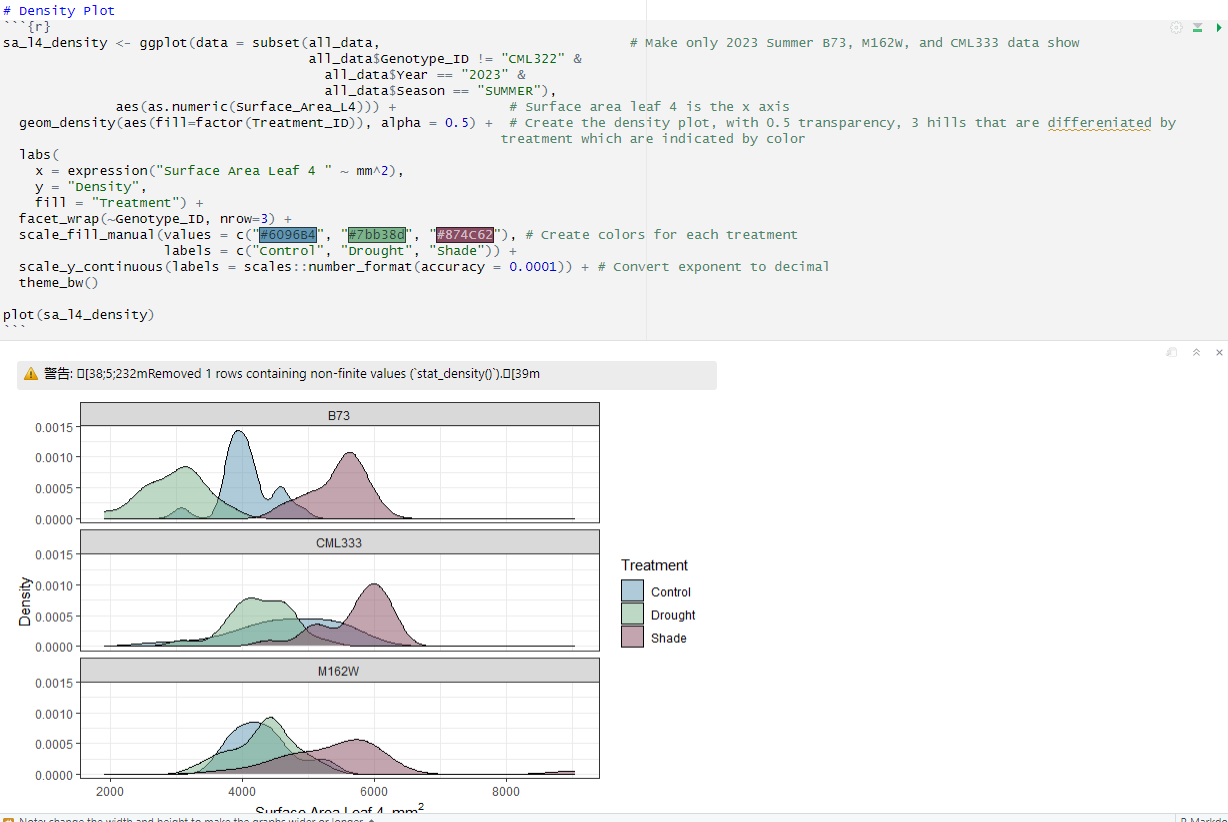 # Density Plot
```{r}
sa_l4_density <- ggplot(data = subset(all_data, # Make only 2023 Summer B73, M162W, and CML333 data show
all_data$Genotype_ID != "CML322" &
all_data$Year == "2023" &
all_data$Season == "SUMMER"),
aes(as.numeric(Surface_Area_L4))) + # Surface area leaf 4 is the x axis
geom_density(aes(fill=factor(Treatment_ID)), alpha = 0.5) + # Create the density plot, with 0.5 transparency, 3 hills that are differeniated by
treatment which are indicated by color
labs(
x = expression("Surface Area Leaf 4 " ~ mm^2),
y = "Density",
fill = "Treatment") +
facet_wrap(~Genotype_ID, nrow=3) +
scale_fill_manual(values = c("#6096B4", "#7bb38d", "#874C62"), # Create colors for each treatment
labels = c("Control", "Drought", "Shade")) +
scale_y_continuous(labels = scales::number_format(accuracy = 0.0001)) + # Convert exponent to decimal
theme_bw()
plot(sa_l4_density)
```
警告: [38;5;232mRemoved 1 rows containing non-finite values (`stat_density()`).[39m
B73
0.0015
0.0010
0.0005
0.0000
CML333
0.0015
0.0010
0.0005
0.0000
M162W
0.0015
0.0010
0.0005
0.0000
Density
2000 4000 6000 8000
Surface Area Leaf 4 mm²
Treatment
Control
Drought
Shade
Note: change the width and height to make the graphs wider or longer